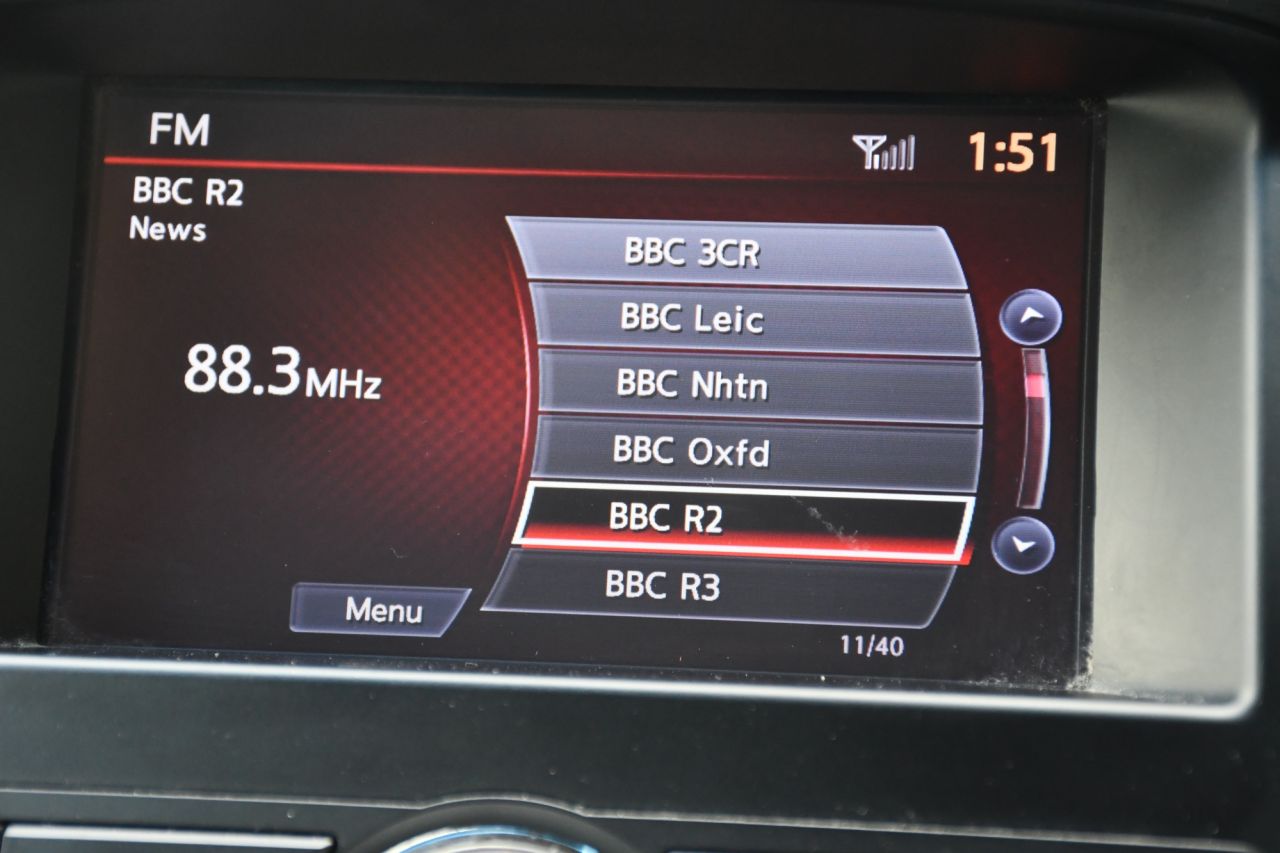 FM
1:51
BBC R2
News
88.3MHz
BBC 3CR
BBC Leic
BBC Nhtn
BBC Oxfd
BBC R2
BBC R3
Menu
11/40